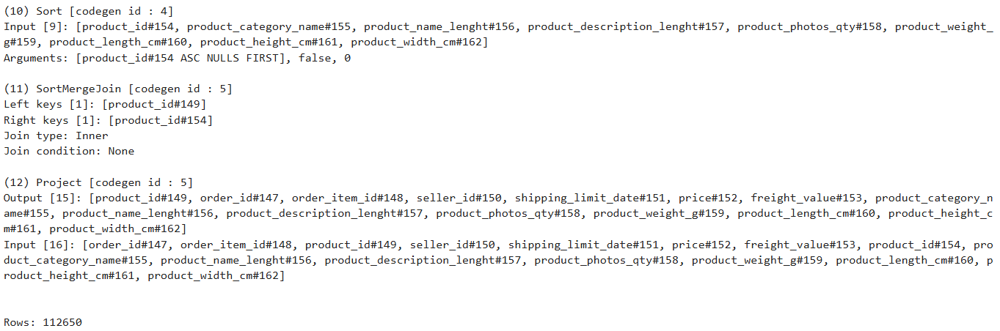 (10) Sort [codegen id : 4]
Input [9]: [product_id#154, product_category_name#155, product_name_lenght#156, product_description_lenght#157, product_photos_qty#158, product_weight_
g#159, product_length_cm#160, product_height_cm#161, product_width_cm#162]
Arguments: [product_id#154 ASC NULLS FIRST], false, 0

(11) SortMergeJoin [codegen id : 5]
Left keys [1]: [product_id#149]
Right keys [1]: [product_id#154]
Join type: Inner
Join condition: None

(12) Project [codegen id : 5]
Output [15]: [product_id#149, order_id#147, order_item_id#148, seller_id#150, shipping_limit_date#151, price#152, freight_value#153, product_category_n
ame#155, product_name_lenght#156, product_description_lenght#157, product_photos_qty#158, product_weight_g#159, product_length_cm#160, product_height_c
m#161, product_width_cm#162]
Input [16]: [order_id#147, order_item_id#148, product_id#149, seller_id#150, shipping_limit_date#151, price#152, freight_value#153, product_id#154, pro
duct_category_name#155, product_name_lenght#156, product_description_lenght#157, product_photos_qty#158, product_weight_g#159, product_length_cm#160, p
roduct_height_cm#161, product_width_cm#162]

Rows: 112650